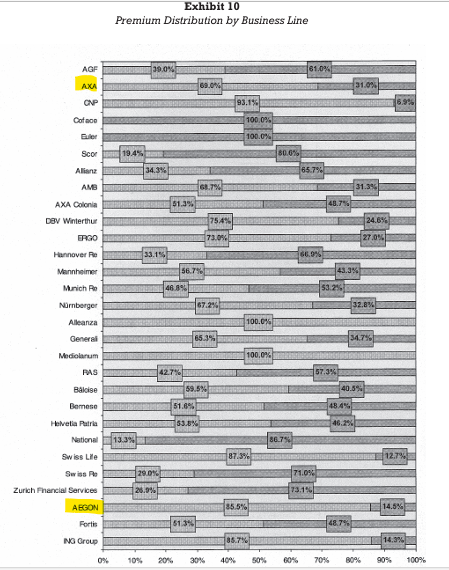 Exhibit 10
Premium Distribution by Business Line
AGF 39.0% 61.0%
AXA 69.0% 31.0%
CNP 93.1% 6.9%
Coface 100.0%
Euler 100.0%
Scor 19.4% 80.6%
Allianz 34.3% 65.7%
AMB 68.7% 31.3%
AXA Colonia 51.3% 48.7%
DBV Winterthur 75.4% 24.6%
ERGO 73.0% 27.0%
Hannover Re 33.1% 66.9%
Mannheimer 56.7% 43.3%
Munich Re 46.8% 53.2%
Nürnberger 67.2% 32.8%
Alleanza 100.0%
Generali 65.3% 34.7%
Mediolanum 100.0%
RAS 42.7% 57.3%
Bâloise 59.5% 40.5%
Bernese 51.6% 48.4%
Helvetia Patria 53.8% 46.2%
National 13.3% 86.7%
Swiss Life 87.3% 12.7%
Swiss Re 29.0% 71.0%
Zurich Financial Services 26.9% 73.1%
AEGON 85.5% 14.5%
Fortis 51.3% 48.7%
ING Group 85.7% 14.3%
0% 10% 20% 30% 40% 50% 60% 70% 80% 90% 100%